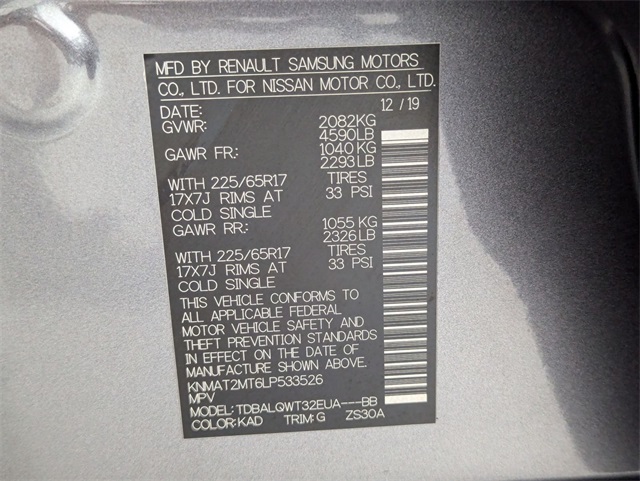 MFD BY RENAULT SAMSUNG MOTORS
CO., LTD. FOR NISSAN MOTOR CO., LTD.
DATE: 12 / 19
GVWR: 2082KG
4590LB
GAWR FR.: 1040 KG
2293 LB
WITH 225/65R17 TIRES
17X7J RIMS AT 33 PSI
COLD SINGLE
GAWR RR.: 1055 KG
2326 LB
WITH 225/65R17 TIRES
17X7J RIMS AT 33 PSI
COLD SINGLE
THIS VEHICLE CONFORMS TO
ALL APPLICABLE FEDERAL
MOTOR VEHICLE SAFETY AND
THEFT PREVENTION STANDARDS
IN EFFECT ON THE DATE OF
MANUFACTURE SHOWN ABOVE.
KNMAT2MT6LP533526
MPV
MODEL: TDBALQWT32EUA---BB
COLOR: KAD TRIM: G ZS30A